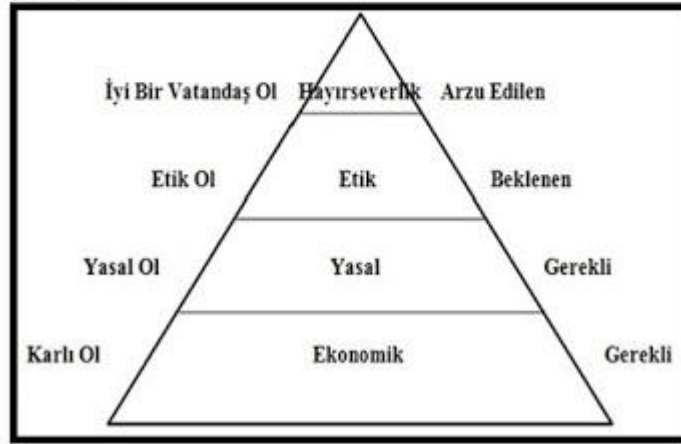 İyi Bir Vatandaş Ol Hayırseverlik Arzu Edilen
Etik Ol Etik Beklenen
Yasal Ol Yasal Gerekli
Karlı Ol Ekonomik Gerekli